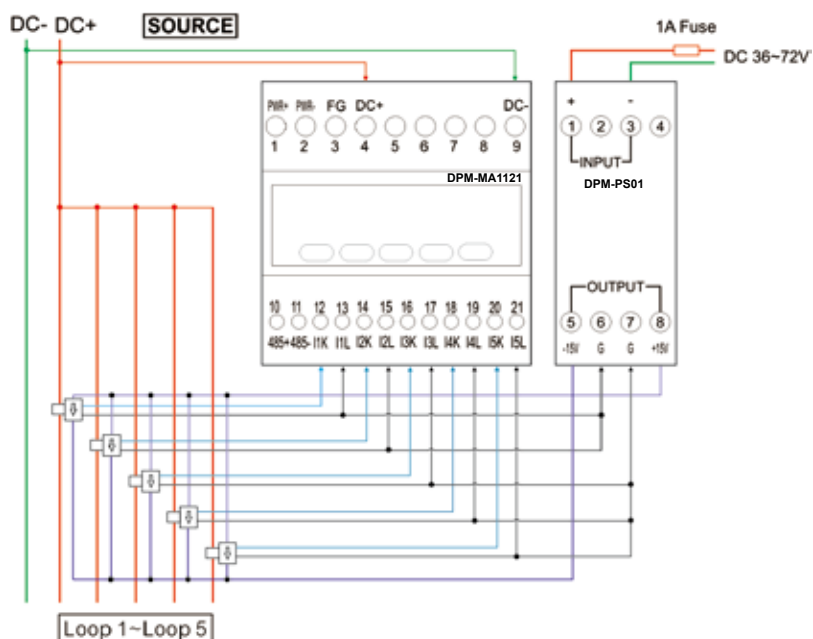 DC- DC+ SOURCE
1A Fuse
DC 36~72V
PWR+ PWR- FG DC+ DC-
1 2 3 4 5 6 7 8 9
DPM-MA1121
10 11 12 13 14 15 16 17 18 19 20 21
485+ 485- I1K I1L I2K I2L I3K I3L I4K I4L I5K I5L
+ -
1 2 3 4
INPUT
DPM-PS01
OUTPUT
5 6 7 8
-15V G G +15V
Loop 1~Loop 5